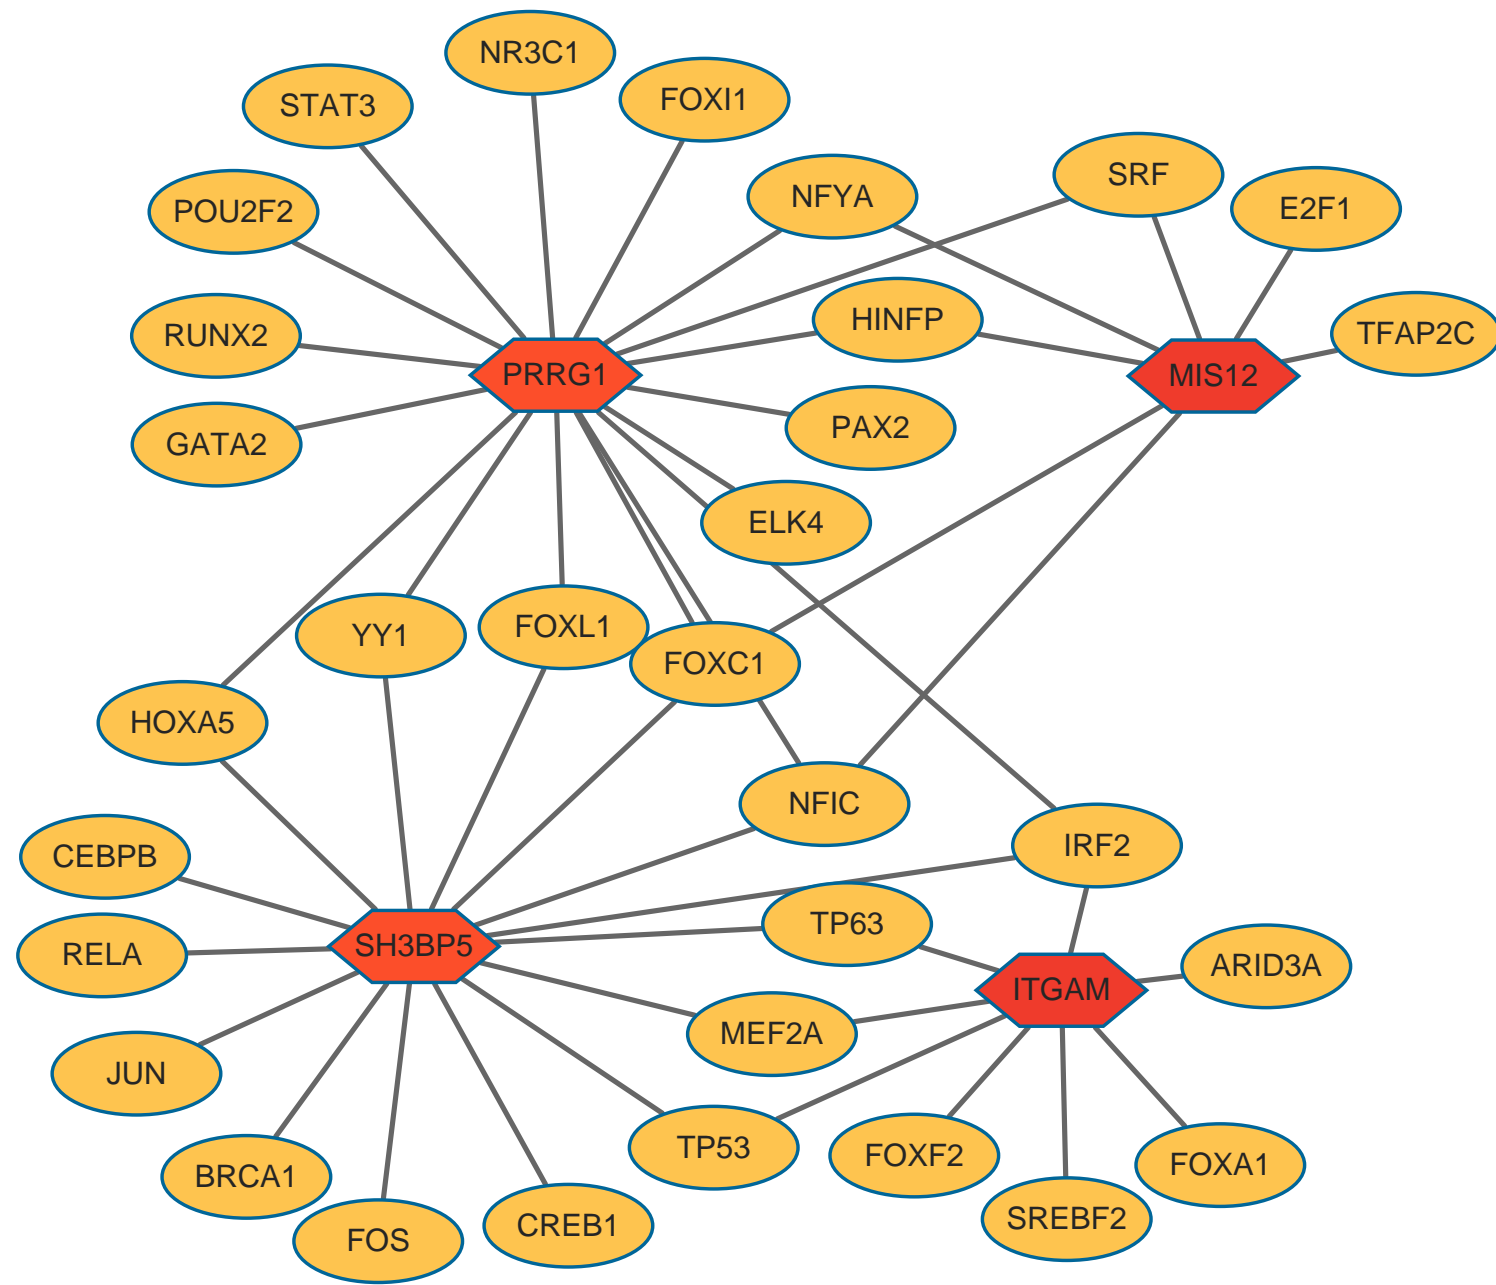 NR3C1
STAT3
FOXI1
SRF
NFYA
E2F1
POU2F2
HINFP
TFAP2C
RUNX2
PRRG1
MIS12
PAX2
GATA2
ELK4
FOXL1
YY1
FOXC1
HOXA5
NFIC
IRF2
CEBPB
TP63
SH3BP5
RELA
ARID3A
ITGAM
MEF2A
JUN
TP53
FOXF2
FOXA1
BRCA1
SREBF2
CREB1
FOS